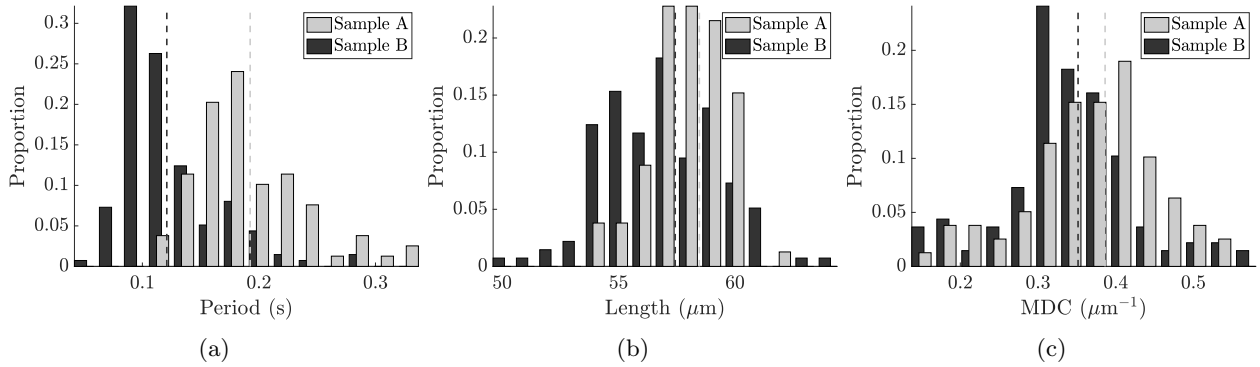 0.3
0.25
0.2
0.15
0.1
0.05
0
Proportion
Sample A
Sample B
0.1 0.2 0.3
Period (s)
(a)
0.2
0.15
0.1
0.05
0
Proportion
Sample A
Sample B
50 55 60
Length (μm)
(b)
0.2
0.15
0.1
0.05
0
Proportion
Sample A
Sample B
0.2 0.3 0.4 0.5
MDC (μm⁻¹)
(c)